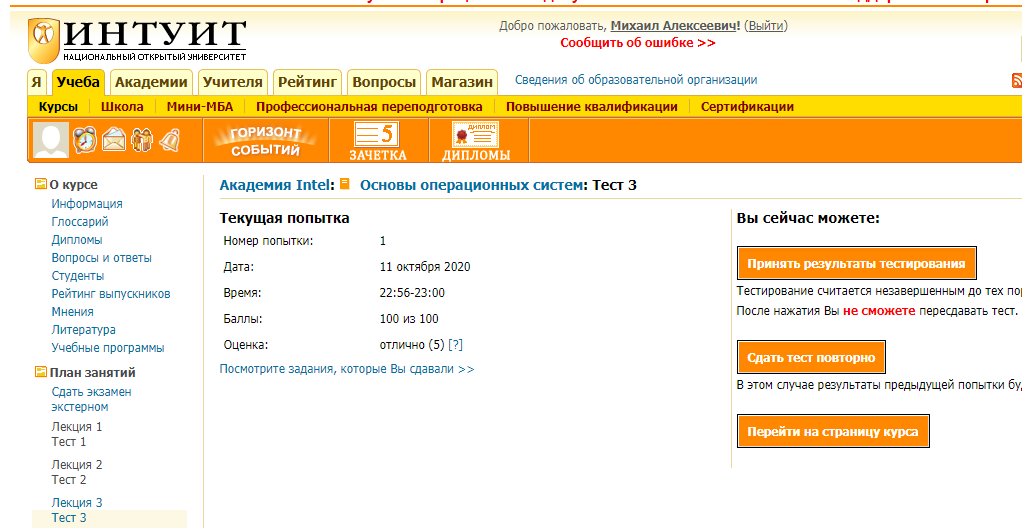 ИНТУИТ
НАЦИОНАЛЬНЫЙ ОТКРЫТЫЙ УНИВЕРСИТЕТ
Добро пожаловать, Михаил Алексеевич! (Выйти)
Сообщить об ошибке >>
Я Учеба Академии Учителя Рейтинг Вопросы Магазин Сведения об образовательной организации
Курсы Школа Мини-МБА Профессиональная переподготовка Повышение квалификации Сертификации
ГОРИЗОНТ СОБЫТИЙ
5 ЗАЧЕТКА
ДИПЛОМ ДИПЛОМЫ
О курсе
Информация
Глоссарий
Дипломы
Вопросы и ответы
Студенты
Рейтинг выпускников
Мнения
Литература
Учебные программы
План занятий
Сдать экзамен
экстерном
Лекция 1
Тест 1
Лекция 2
Тест 2
Лекция 3
Тест 3
Академия Intel: Основы операционных систем: Тест 3
Текущая попытка
Номер попытки: 1
Дата: 11 октября 2020
Время: 22:56-23:00
Баллы: 100 из 100
Оценка: отлично (5) [?]
Посмотрите задания, которые Вы сдавали >>
Вы сейчас можете:
Принять результаты тестирования
Тестирование считается незавершенным до тех по
После нажатия Вы не сможете пересдавать тест.
Сдать тест повторно
В этом случае результаты предыдущей попытки бу
Перейти на страницу курса